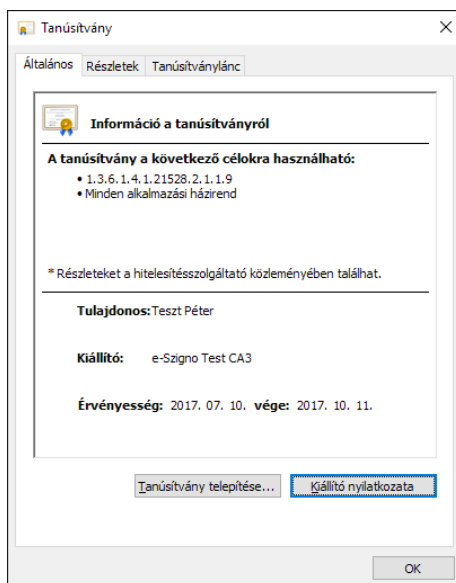 Tanúsítvány
Általános Részletek Tanúsítványlánc
Információ a tanúsítványról
A tanúsítvány a következő célokra használható:
• 1.3.6.1.4.1.21528.2.1.1.9
• Minden alkalmazási házirend
* Részleteket a hitelesítésszolgáltató közleményében találhat.
Tulajdonos: Teszt Péter
Kiállító: e-Szigno Test CA3
Érvényesség: 2017. 07. 10. vége: 2017. 10. 11.
Tanúsítvány telepítése... Kiállító nyilatkozata
OK